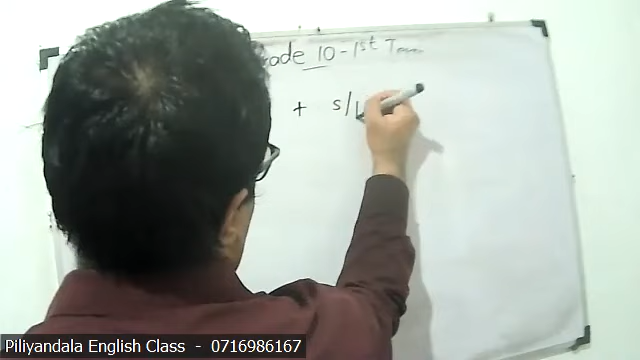 ade 10 - 1st Term
+ s/
Piliyandala English Class - 0716986167